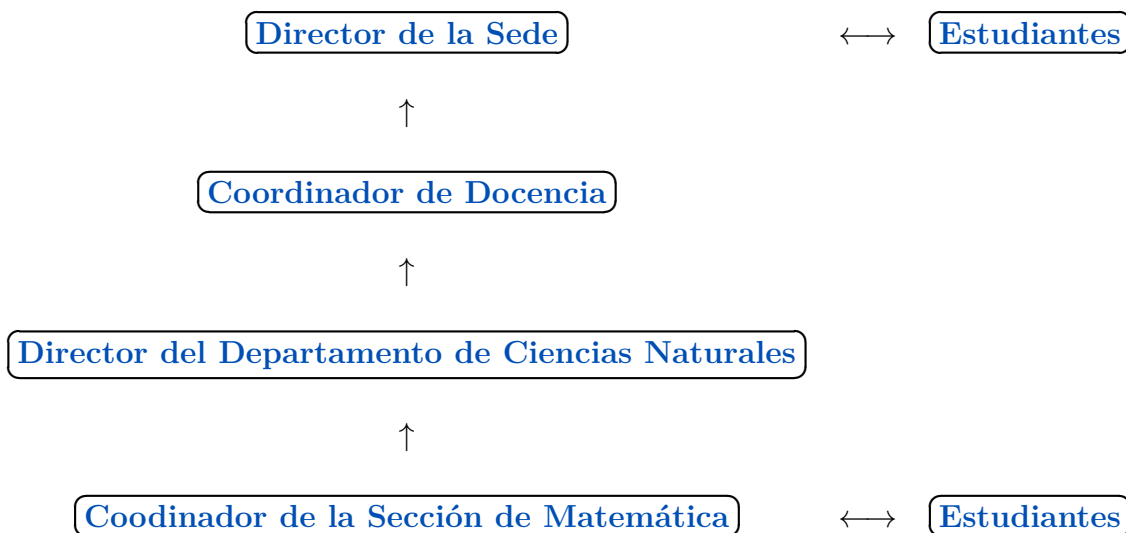 Director de la Sede ⟷ Estudiantes
↑
Coordinador de Docencia
↑
Director del Departamento de Ciencias Naturales
↑
Coodinador de la Sección de Matemática ⟷ Estudiantes